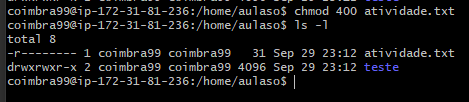 coimbra99@ip-172-31-81-236:/home/aulaso$ chmod 400 atividade.txt
coimbra99@ip-172-31-81-236:/home/aulaso$ ls -l
total 8
-r-------- 1 coimbra99 coimbra99   31 Sep 29 23:12 atividade.txt
drwxrwxr-x 2 coimbra99 coimbra99 4096 Sep 29 23:12 teste
coimbra99@ip-172-31-81-236:/home/aulaso$